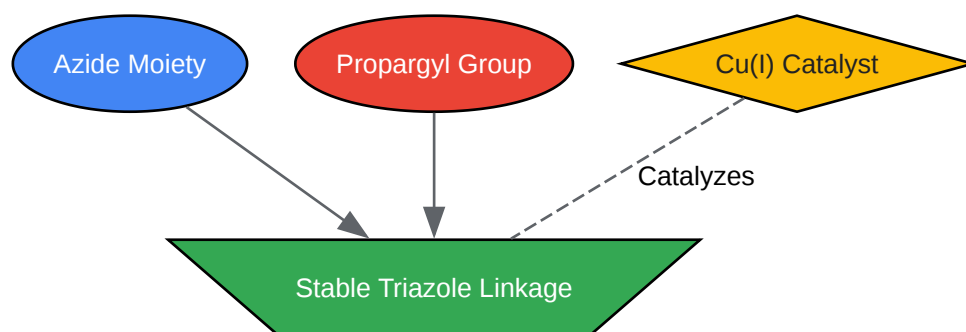 Azide Moiety
Propargyl Group
Cu(I) Catalyst
Catalyzes
Stable Triazole Linkage